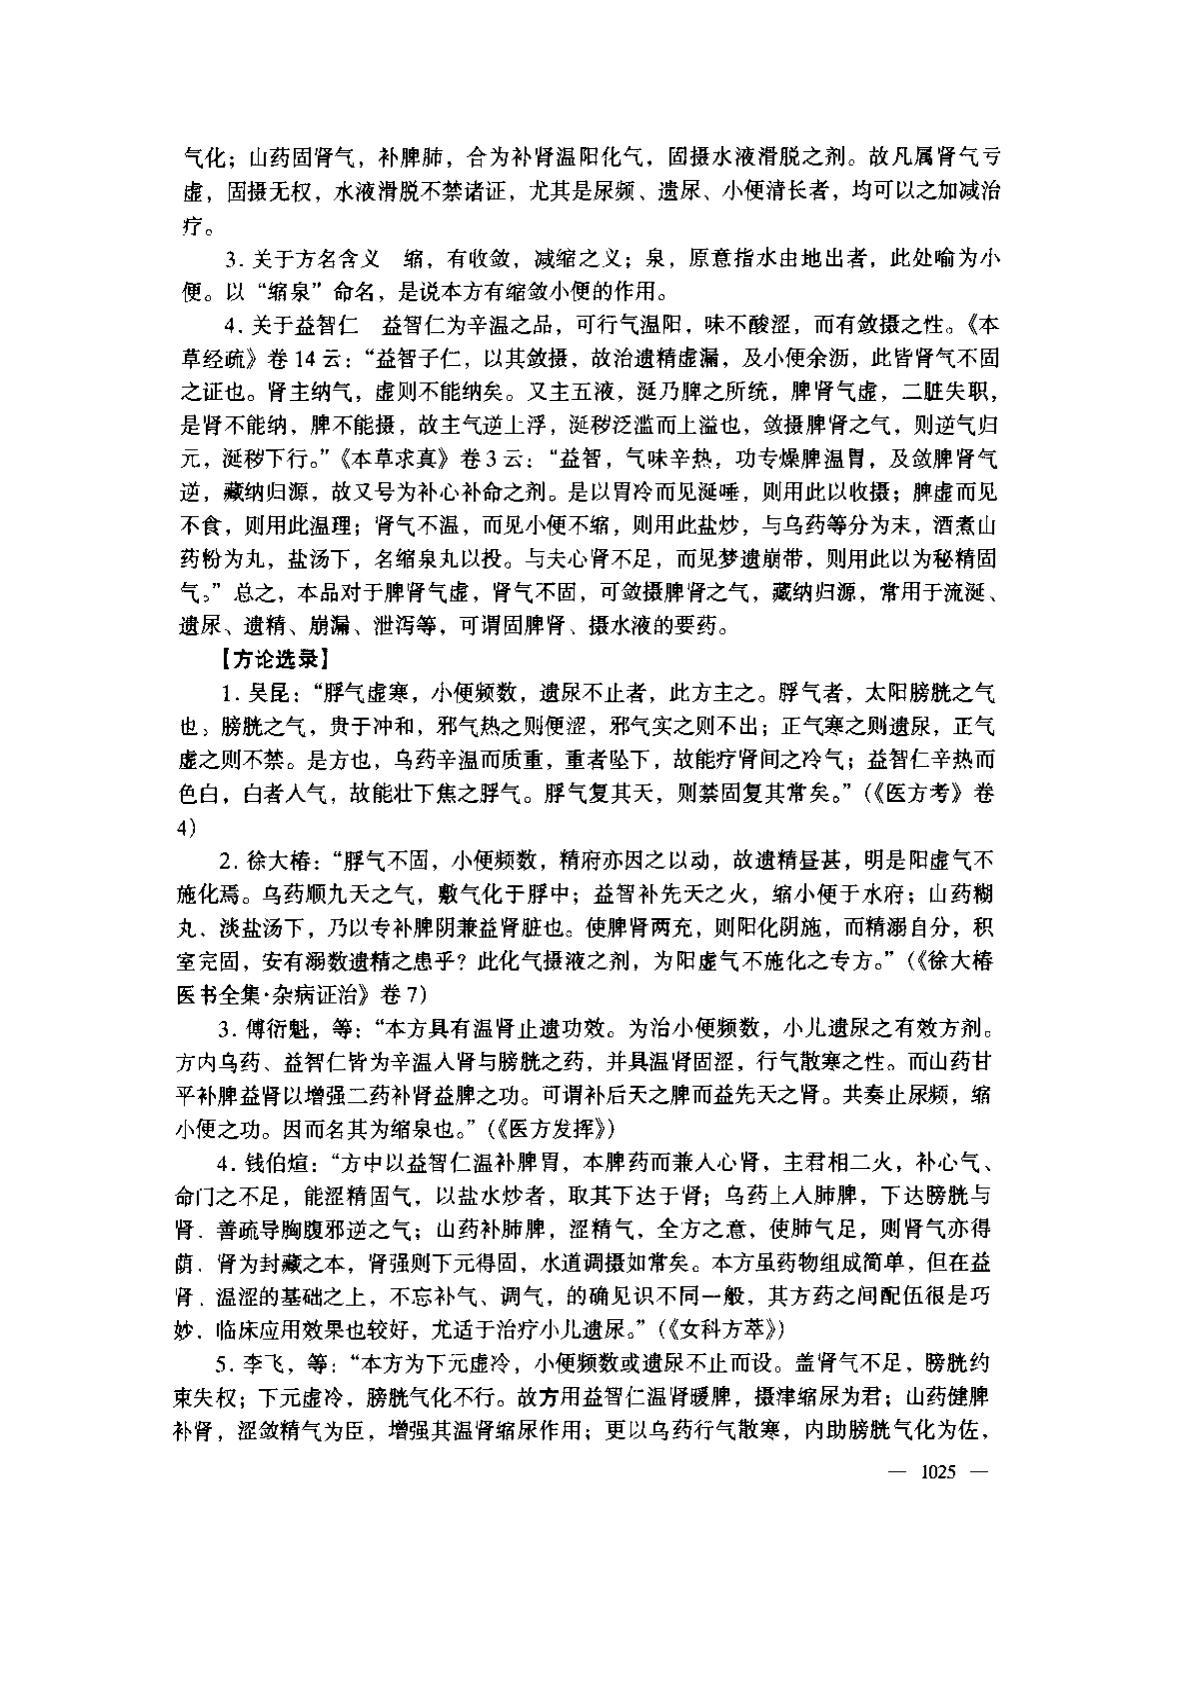 气化；山药固肾气，补脾肺，合为补肾温阳化气，固摄水液滑脱之剂。故凡属肾气亏
虚，固摄无权，水液滑脱不禁诸证，尤其是尿频、遗尿、小便清长者，均可以之加减治
疗。
3. 关于方名含义　缩，有收敛，减缩之义；泉，原意指水由地出者，此处喻为小
便。以“缩泉”命名，是说本方有缩敛小便的作用。
4. 关于益智仁　益智仁为辛温之品，可行气温阳，味不酸涩，而有敛摄之性。《本
草经疏》卷 14 云：“益智子仁，以其敛摄，故治遗精虚漏，及小便余沥，此皆肾气不固
之证也。肾主纳气，虚则不能纳矣。又主五液，涎乃脾之所统，脾肾气虚，二脏失职，
是肾不能纳，脾不能摄，故主气逆上浮，涎秽泛滥而上溢也，敛摄脾肾之气，则逆气归
元，涎秽下行。”《本草求真》卷 3 云：“益智，气味辛热，功专燥脾温胃，及敛脾肾气
逆，藏纳归源，故又号为补心补命之剂。是以胃冷而见涎唾，则用此以收摄；脾虚而见
不食，则用此温理；肾气不温，而见小便不缩，则用此盐炒，与乌药等分为末，酒煮山
药粉为丸，盐汤下，名缩泉丸以投。与夫心肾不足，而见梦遗崩带，则用此以为秘精固
气。”总之，本品对于脾肾气虚，肾气不固，可敛摄脾肾之气，藏纳归源，常用于流涎、
遗尿、遗精、崩漏、泄泻等，可谓固脾肾、摄水液的要药。
【方论选录】
1. 吴昆：“脬气虚寒，小便频数，遗尿不止者，此方主之。脬气者，太阳膀胱之气
也。膀胱之气，贵于冲和，邪气热之则便涩，邪气实之则不出；正气寒之则遗尿，正气
虚之则不禁。是方也，乌药辛温而质重，重者坠下，故能疗肾间之冷气；益智仁辛热而
色白，白者入气，故能壮下焦之脬气。脬气复其天，则禁固复其常矣。”（《医方考》卷
4）
2. 徐大椿：“脬气不固，小便频数，精府亦因之以动，故遗精昼甚，明是阳虚气不
施化焉。乌药顺九天之气，敷气化于脬中；益智补先天之火，缩小便于水府；山药糊
丸、淡盐汤下，乃以专补脾阴兼益肾脏也。使脾肾两充，则阳化阴施，而精溺自分，积
室完固，安有溺数遗精之患乎？此化气摄液之剂，为阳虚气不施化之专方。”（《徐大椿
医书全集·杂病证治》卷 7）
3. 傅衍魁，等：“本方具有温肾止遗功效。为治小便频数，小儿遗尿之有效方剂。
方内乌药、益智仁皆为辛温入肾与膀胱之药，并具温肾固涩，行气散寒之性。而山药甘
平补脾益肾以增强二药补肾益脾之功。可谓补后天之脾而益先天之肾。共奏止尿频，缩
小便之功。因而名其为缩泉也。”（《医方发挥》）
4. 钱伯煊：“方中以益智仁温补脾胃，本脾药而兼入心肾，主君相二火，补心气、
命门之不足，能涩精固气，以盐水炒者，取其下达于肾；乌药上入肺脾，下达膀胱与
肾，善疏导胸腹邪逆之气；山药补肺脾，涩精气，全方之意，使肺气足，则肾气亦得
荫，肾为封藏之本，肾强则下元得固，水道调摄如常矣。本方虽药物组成简单，但在益
肾、温涩的基础之上，不忘补气、调气，的确见识不同一般，其方药之间配伍很是巧
妙，临床应用效果也较好，尤适于治疗小儿遗尿。”（《女科方萃》）
5. 李飞，等：“本方为下元虚冷，小便频数或遗尿不止而设。盖肾气不足，膀胱约
束失权；下元虚冷，膀胱气化不行。故方用益智仁温肾暖脾，摄津缩尿为君；山药健脾
补肾，涩敛精气为臣，增强其温肾缩尿作用；更以乌药行气散寒，内助膀胱气化为佐，
— 1025 —